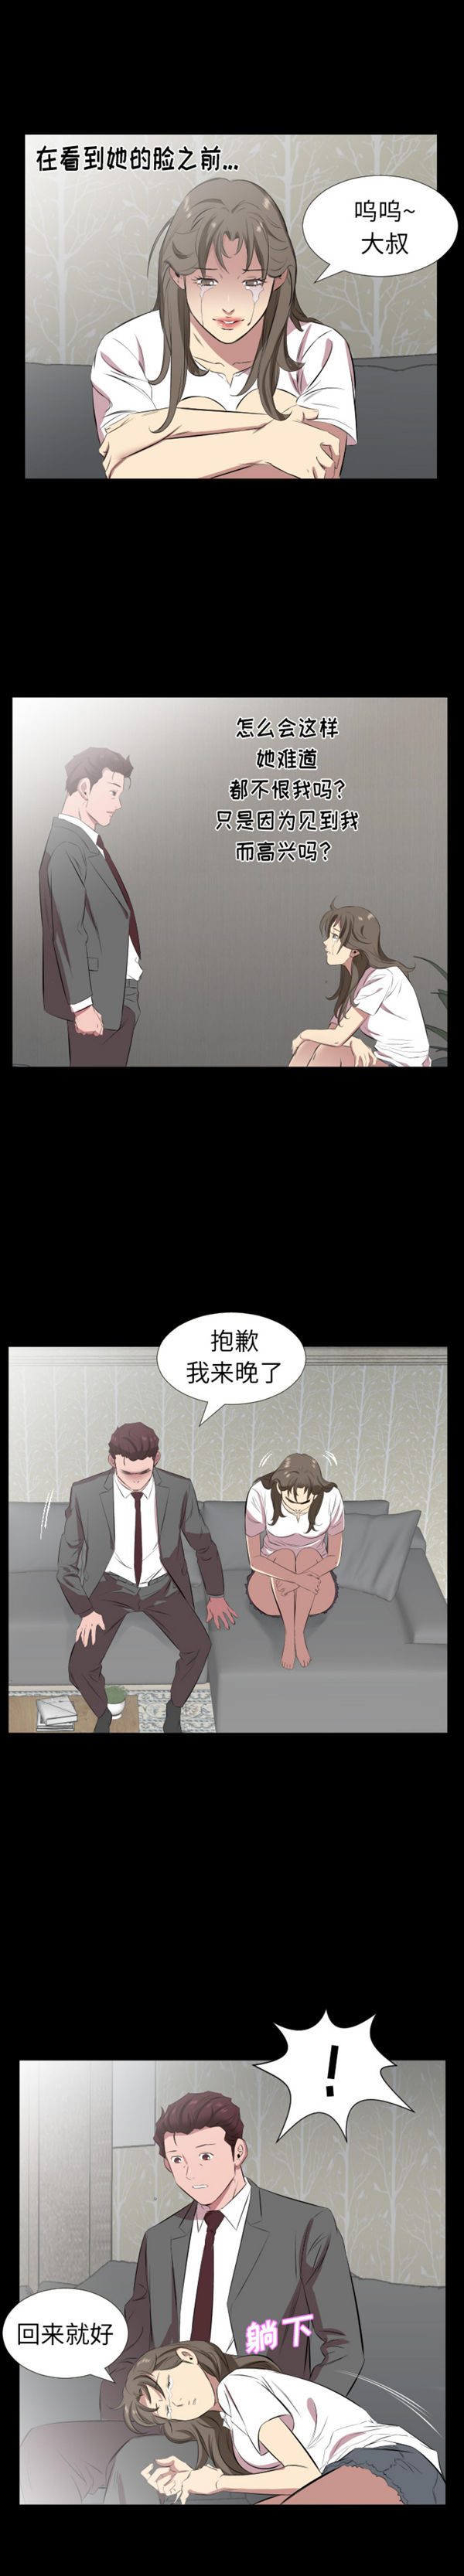 在看到她的脸之前...
呜呜~
大叔
怎么会这样
她难道
都不恨我吗?
只是因为见到我
而高兴吗?
抱歉
我来晚了
!
躺下
回来就好